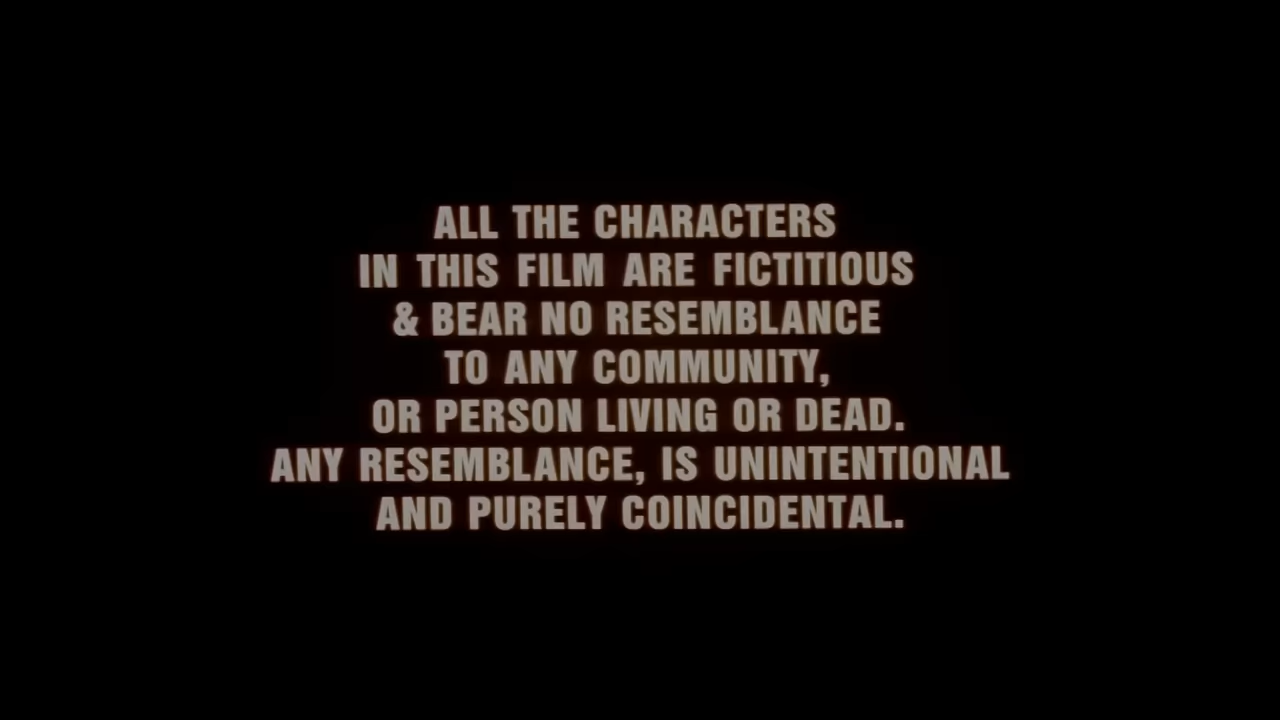 ALL THE CHARACTERS
IN THIS FILM ARE FICTITIOUS
& BEAR NO RESEMBLANCE
TO ANY COMMUNITY,
OR PERSON LIVING OR DEAD.
ANY RESEMBLANCE, IS UNINTENTIONAL
AND PURELY COINCIDENTAL.